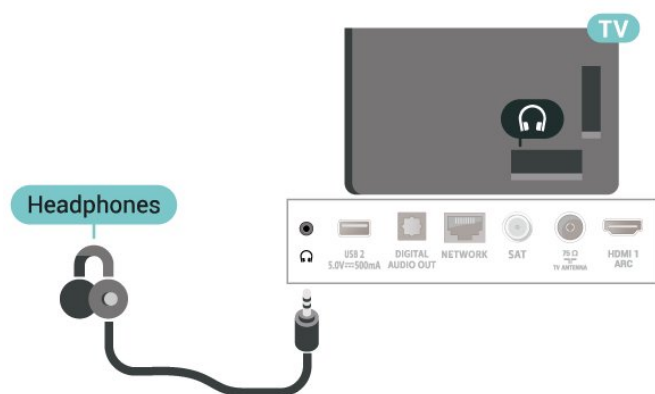 TV
Headphones
USB 2
5.0V⎓500mA
DIGITAL
AUDIO OUT
NETWORK
SAT
75 Ω
TV ANTENNA
HDMI 1
ARC